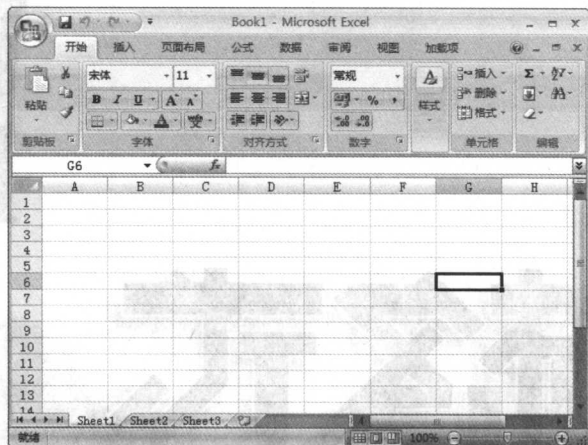 Book1 - Microsoft Excel
开始 插入 页面布局 公式 数据 审阅 视图 加载项
宋体 11 常规 插入 Σ
粘贴 B I U A A % , 样式 删除
A 格式
剪贴板 字体 对齐方式 数字 单元格 编辑
G6 fx
A B C D E F G H
1
2
3
4
5
6
7
8
9
10
11
12
13
14
Sheet1 Sheet2 Sheet3
就绪 100%